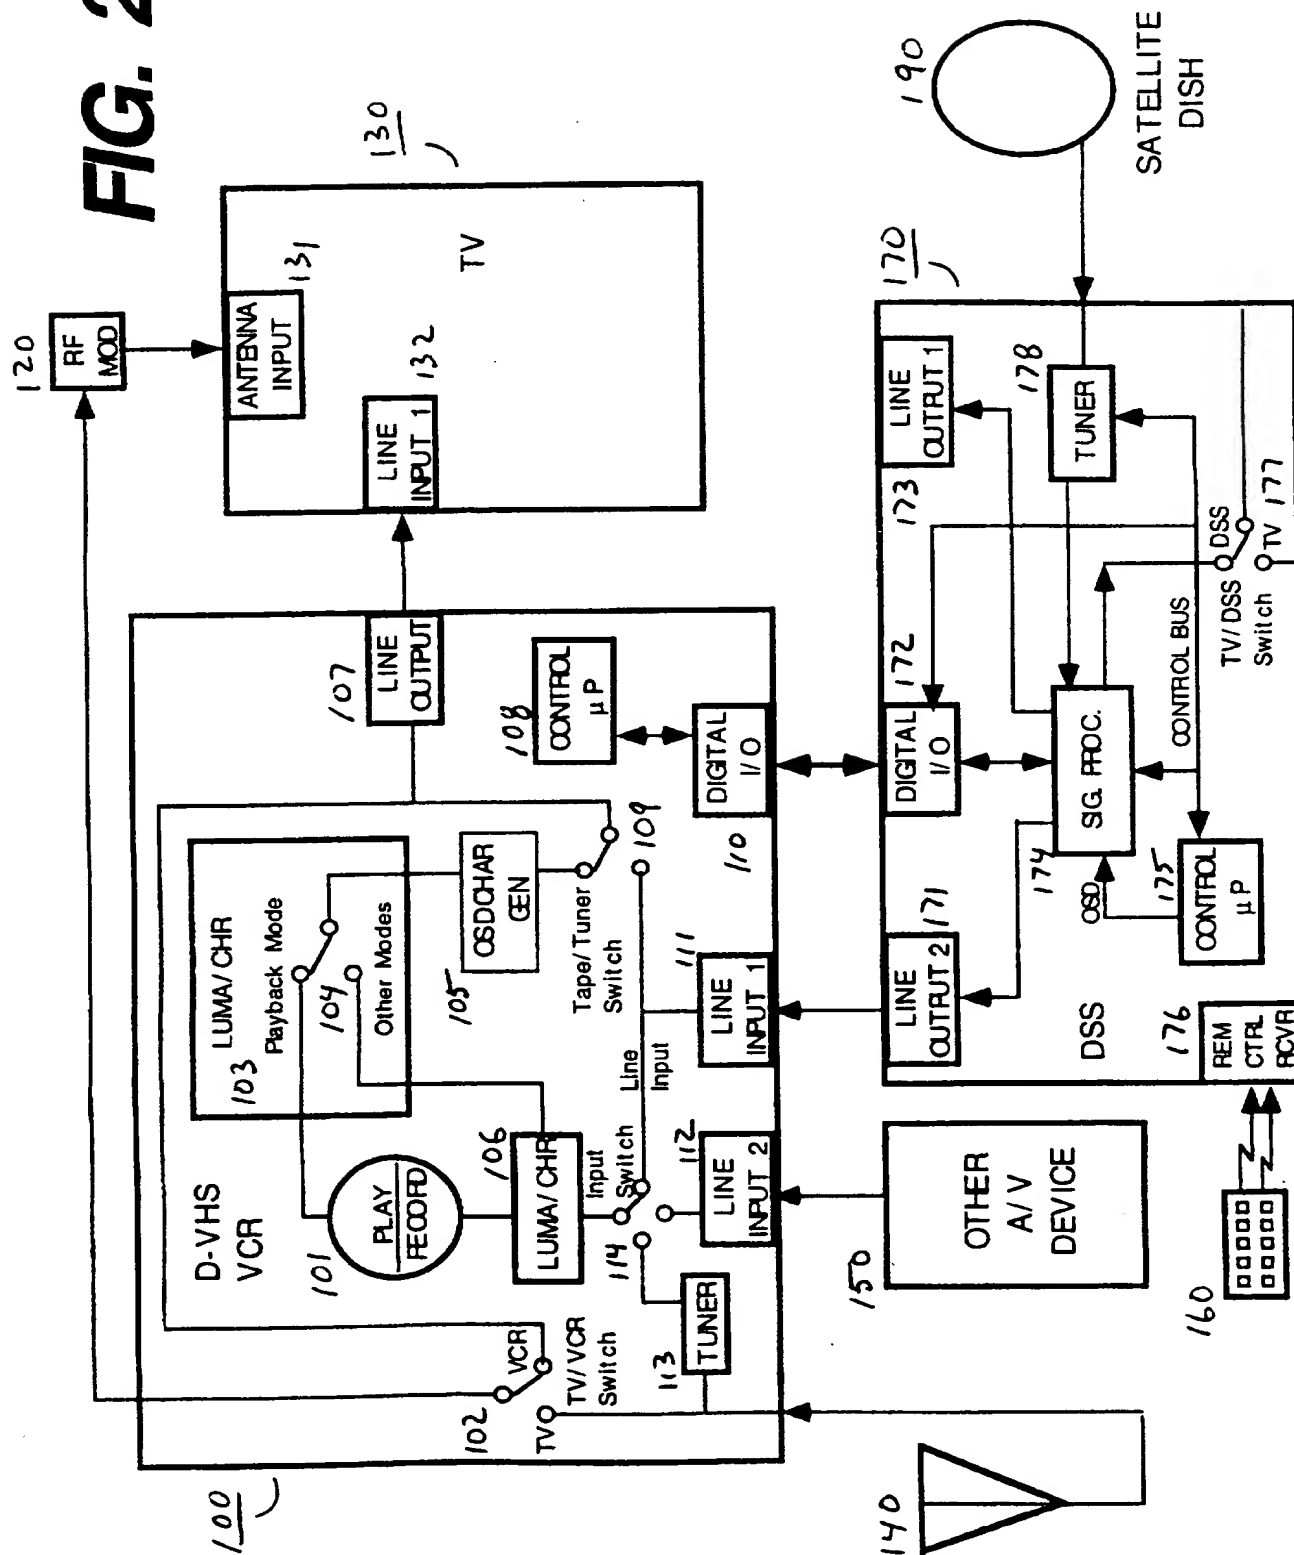 FIG. 2
120
RF
MOD
130
ANTENNA
INPUT
131
TV
LINE
INPUT 1
132
190
SATELLITE
DISH
100
D-VHS
VCR
LUMA/CHR
103
Playback Mode
104
Other Modes
101
PLAY
RECORD
OSDCHAR
GEN
105
LUMA/CHR
106
107
LINE
OUTPUT
108
CONTROL
µP
Tape/Tuner
Switch
109
Line
Input
Input
Switch
114
102
VCR
TV
TV/VCR
Switch
113
TUNER
112
LINE
INPUT 2
111
LINE
INPUT 1
110
DIGITAL
I/O
140
150
OTHER
A/V
DEVICE
160
170
DSS
171
LINE
OUTPUT 2
172
DIGITAL
I/O
173
LINE
OUTPUT 1
174
SIG. PROC.
OSD
175
CONTROL
µP
CONTROL BUS
176
REM
CTRL
RCVR
TV/DSS
Switch
DSS
TV
177
178
TUNER